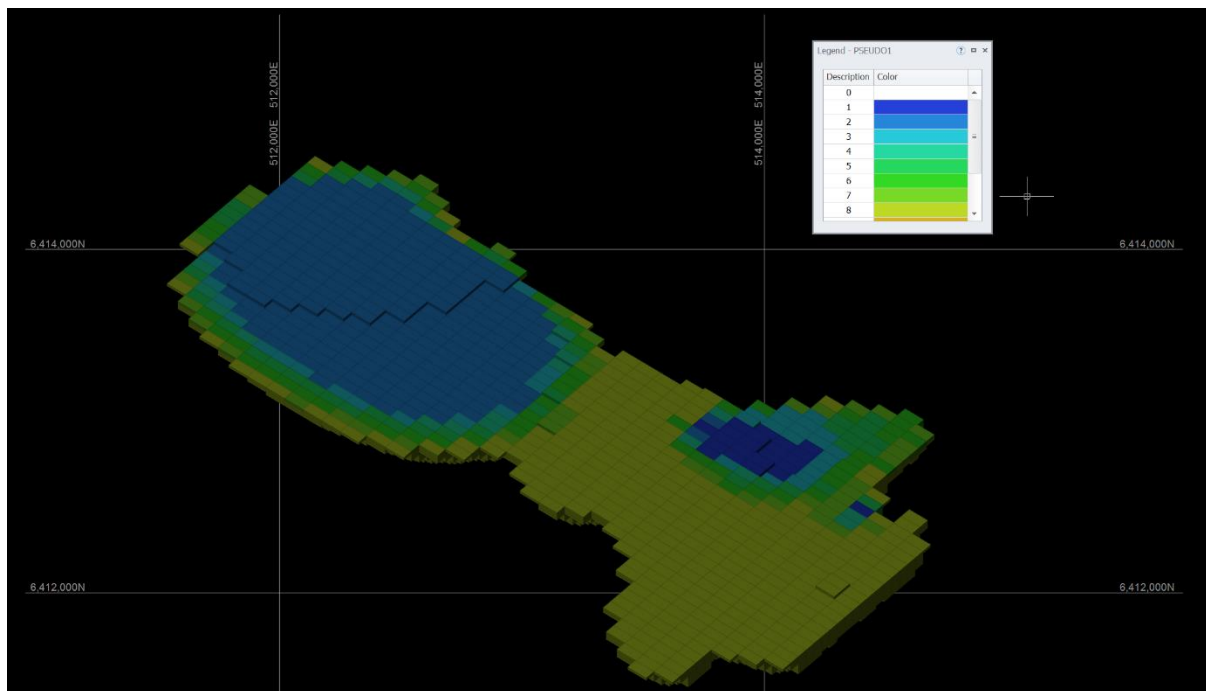 Legend - PSEUDO1
Description Color
0
1
2
3
4
5
6
7
8
512,000E 512,000E
514,000E 514,000E
6,414,000N 6,414,000N
6,412,000N 6,412,000N